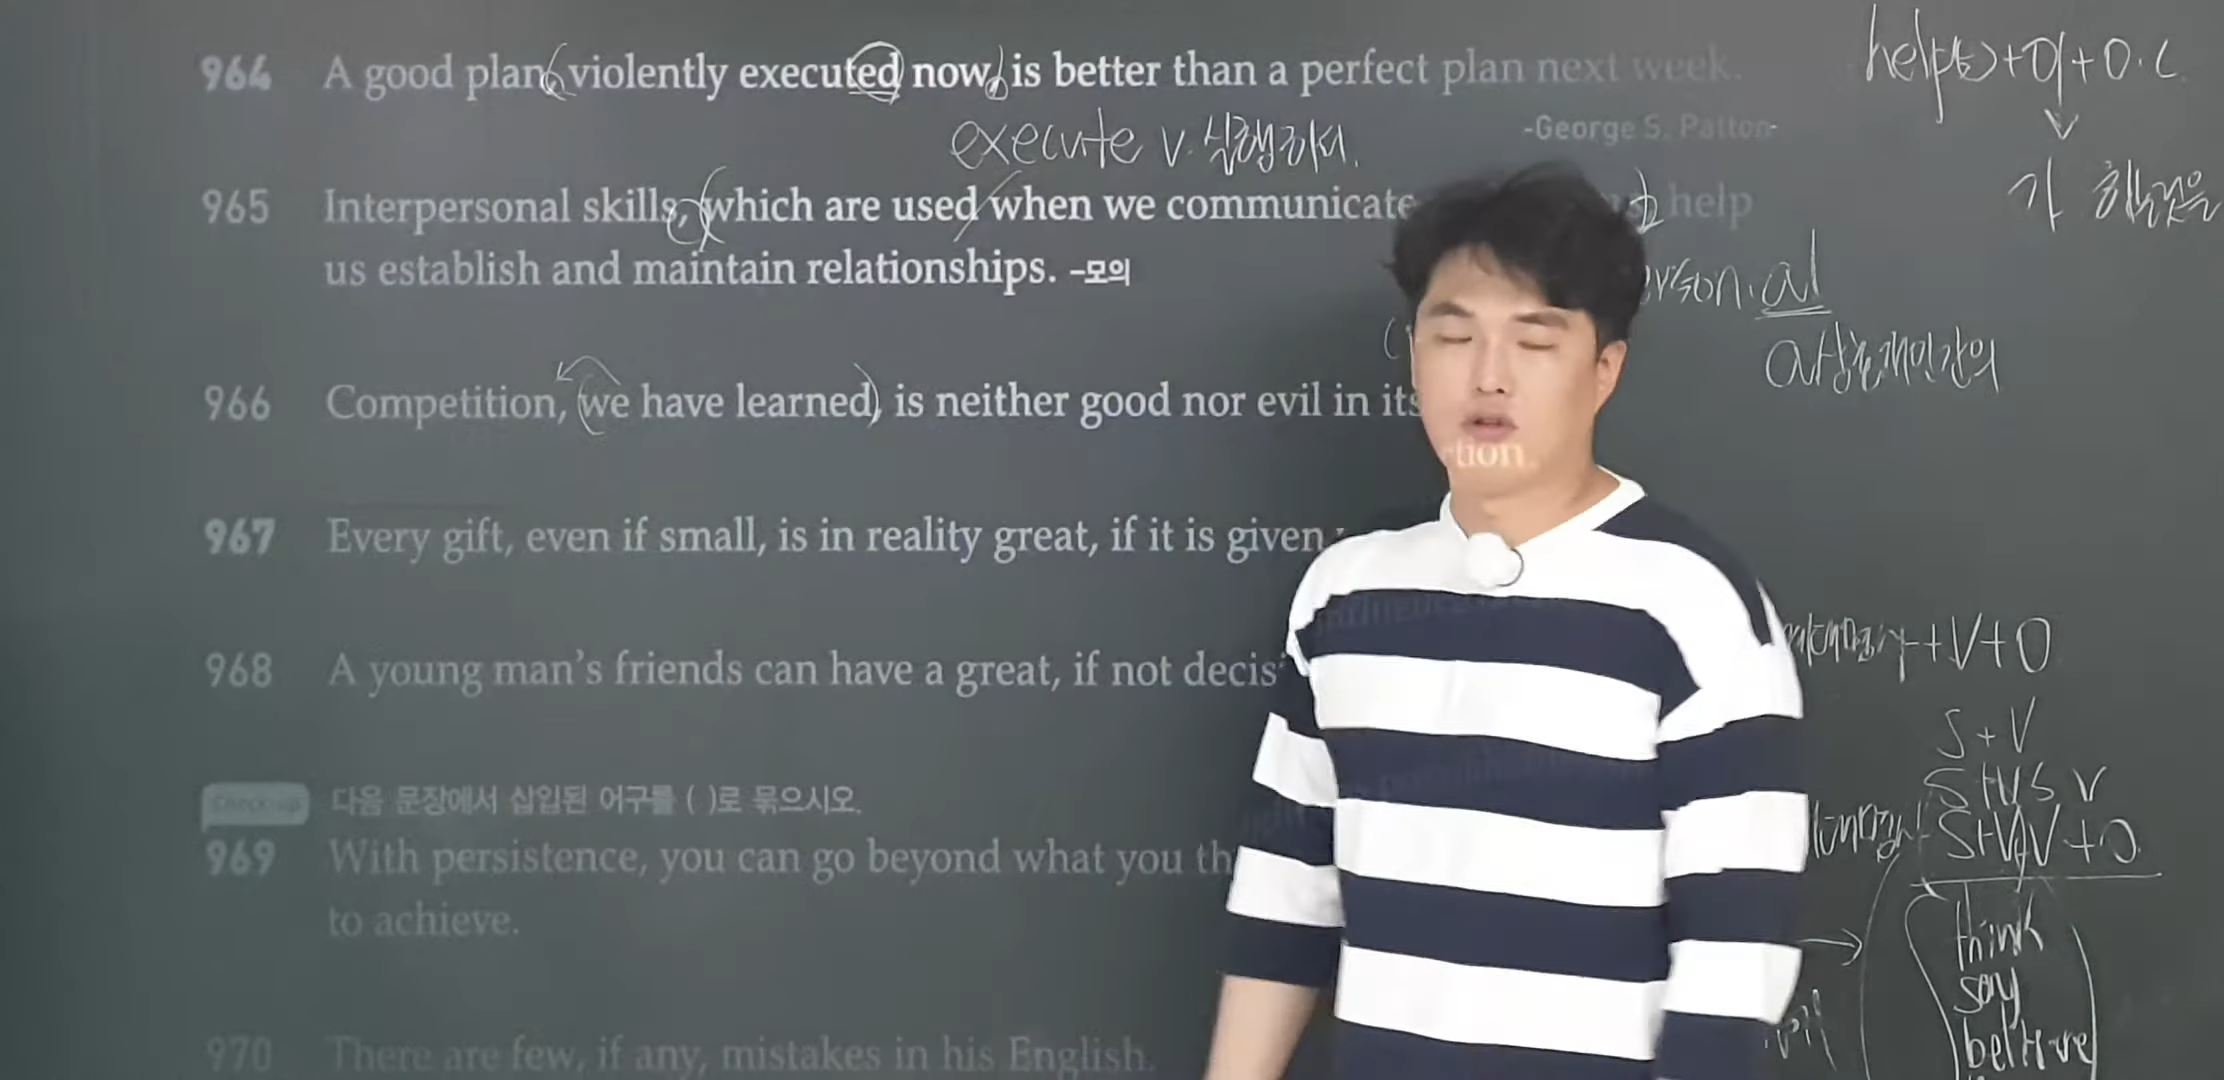 964 A good plan, violently executed now, is better than a perfect plan next week.
-George S. Patton-
execute v. 실행하다.
965 Interpersonal skills, which are used when we communicate help
us establish and maintain relationships. –모의
966 Competition, we have learned, is neither good nor evil in its
tion.
967 Every gift, even if small, is in reality great, if it is given
968 A young man's friends can have a great, if not decis
Check-up 다음 문장에서 삽입된 어구를 ( )로 묶으시오.
969 With persistence, you can go beyond what you th
to achieve.
970 There are few, if any, mistakes in his English.
O.C
가
al
+V+O
S+V
S+V S V
think
say
believe